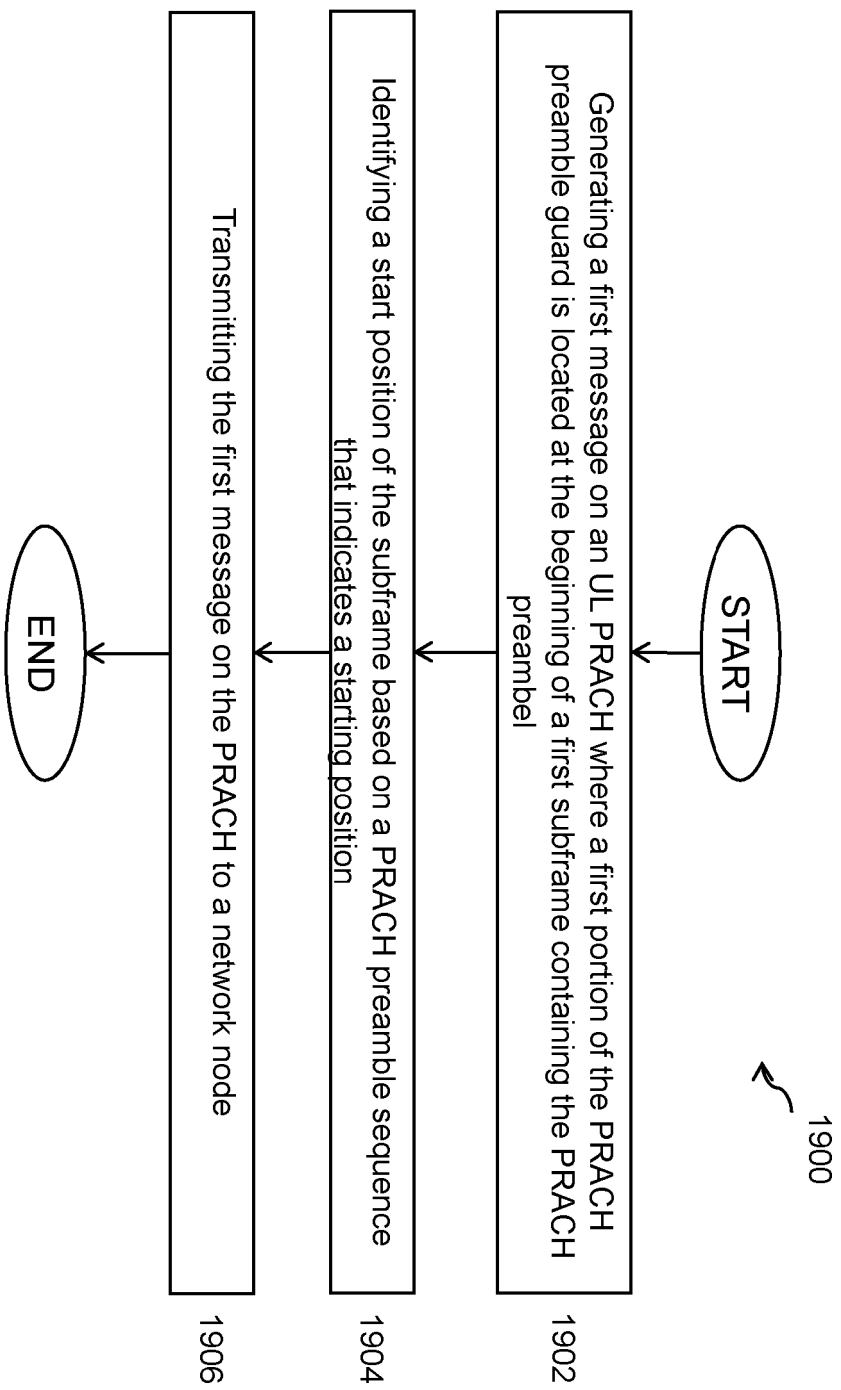 1900
START
Generating a first message on an UL PRACH where a first portion of the PRACH
preamble guard is located at the beginning of a first subframe containing the PRACH
preambel
1902
Identifying a start position of the subframe based on a PRACH preamble sequence
that indicates a starting position
1904
Transmitting the first message on the PRACH to a network node
1906
END